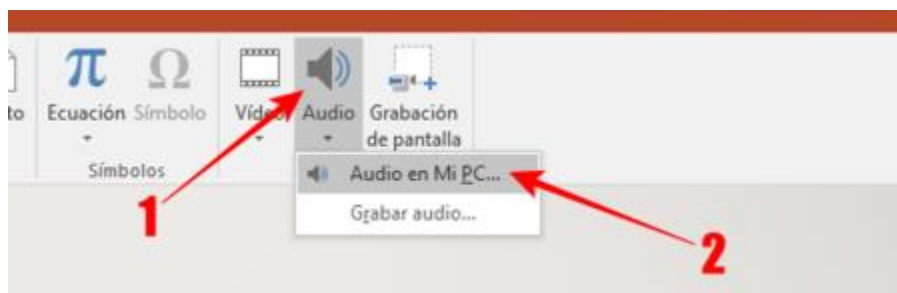 to Ecuación Símbolo Vídeo Audio Grabación
de pantalla
Símbolos
Audio en Mi PC...
Grabar audio...
1
2